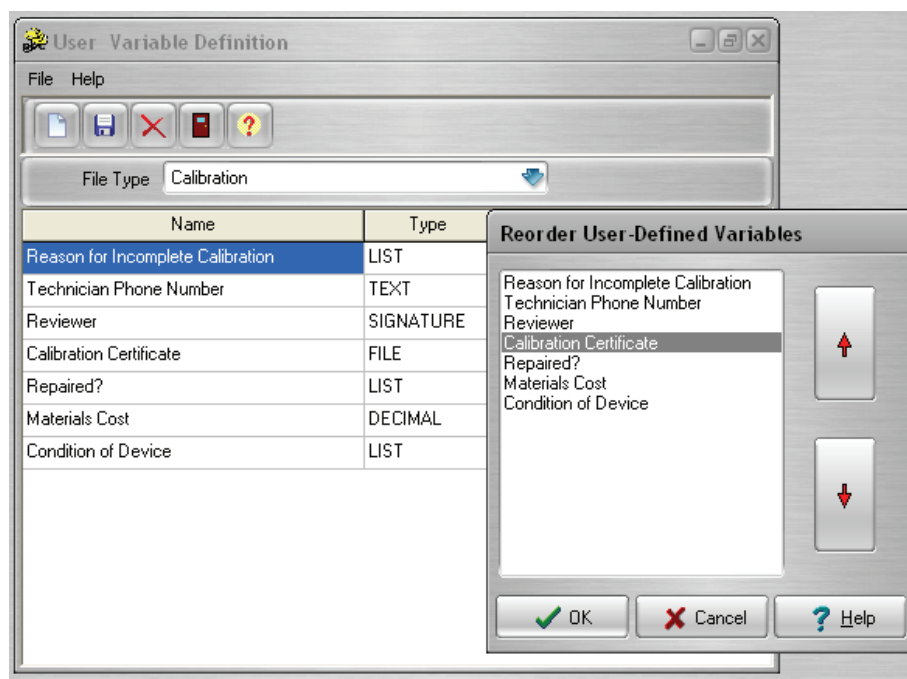 User Variable Definition
File Help
File Type Calibration
Name Type
Reason for Incomplete Calibration LIST
Technician Phone Number TEXT
Reviewer SIGNATURE
Calibration Certificate FILE
Repaired? LIST
Materials Cost DECIMAL
Condition of Device LIST
Reorder User-Defined Variables
Reason for Incomplete Calibration
Technician Phone Number
Reviewer
Calibration Certificate
Repaired?
Materials Cost
Condition of Device
OK Cancel Help